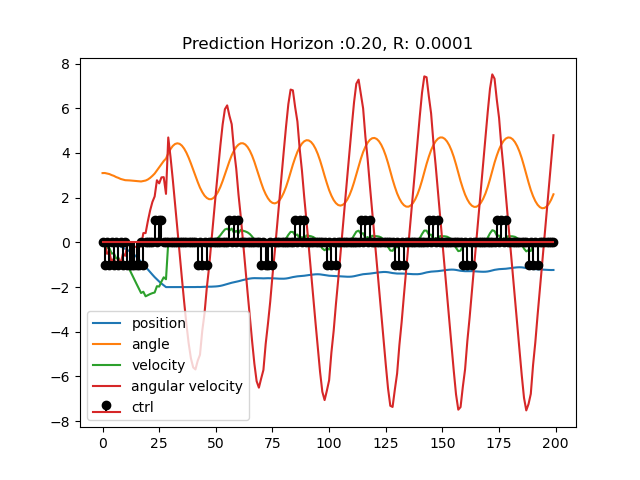 Prediction Horizon :0.20, R: 0.0001
8
6
4
2
0
−2
−4
−6
−8
position
angle
velocity
angular velocity
ctrl
0 25 50 75 100 125 150 175 200